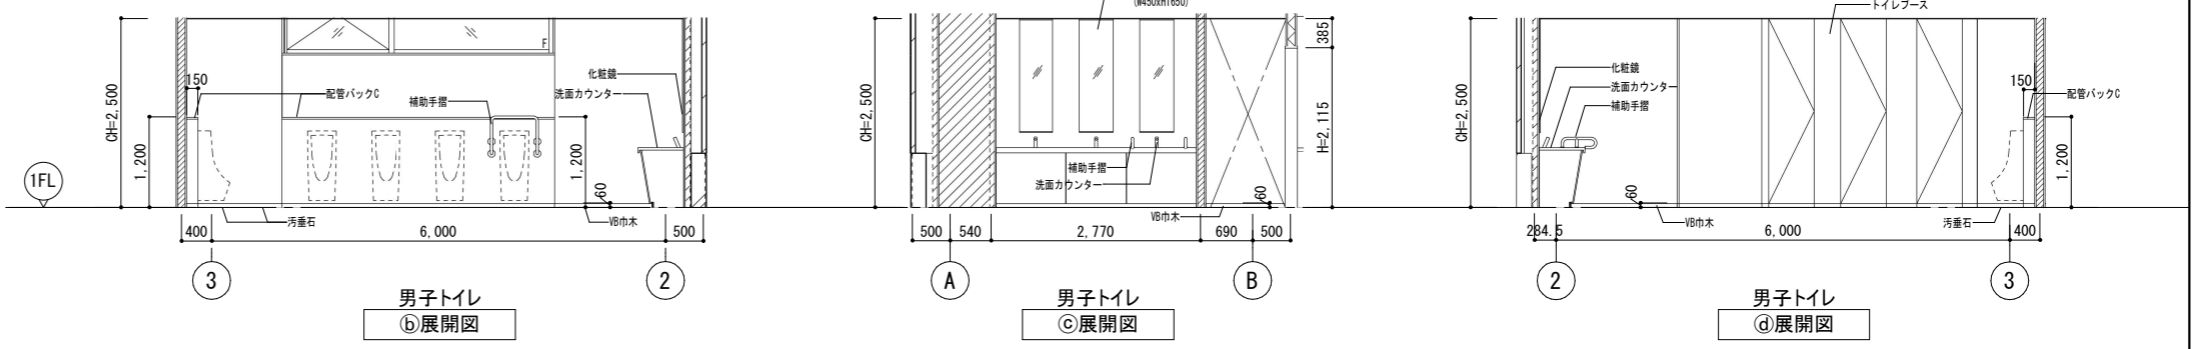 1FL
CH=2,500
1,200
150
配管バックC
補助手摺
F
化粧鏡
洗面カウンター
1,200
60
汚垂石
VB巾木
400
6,000
500
3
2
男子トイレ
ⓑ展開図
(W450xH1650)
CH=2,500
385
H=2,115
補助手摺
洗面カウンター
VB巾木
60
500
540
2,770
690
500
A
B
男子トイレ
ⓒ展開図
トイレブース
CH=2,500
化粧鏡
洗面カウンター
補助手摺
150
配管バックC
1,200
60
VB巾木
汚垂石
284.5
6,000
400
2
3
男子トイレ
ⓓ展開図